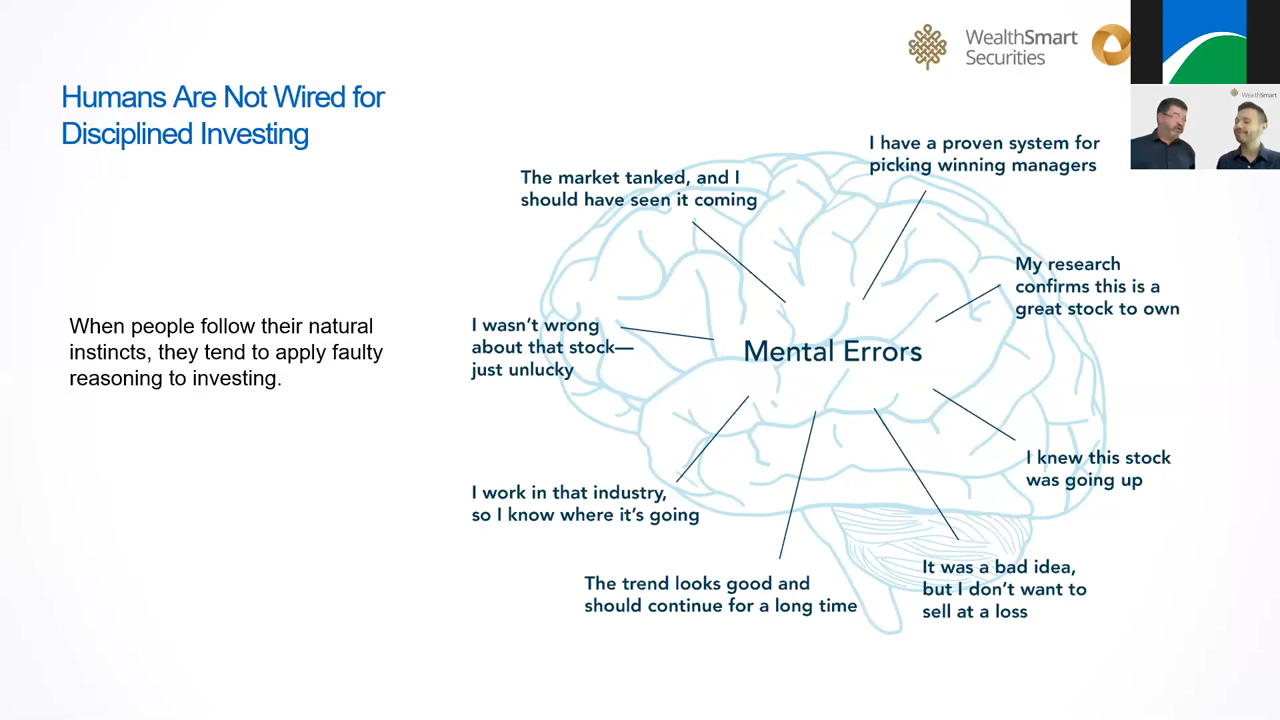 WealthSmart
Securities
WealthSmart
Humans Are Not Wired for
Disciplined Investing
I have a proven system for
picking winning managers
The market tanked, and I
should have seen it coming
My research
confirms this is a
great stock to own
When people follow their natural
instincts, they tend to apply faulty
reasoning to investing.
I wasn't wrong
about that stock—
just unlucky
Mental Errors
I knew this stock
was going up
I work in that industry,
so I know where it's going
The trend looks good and
should continue for a long time
It was a bad idea,
but I don't want to
sell at a loss